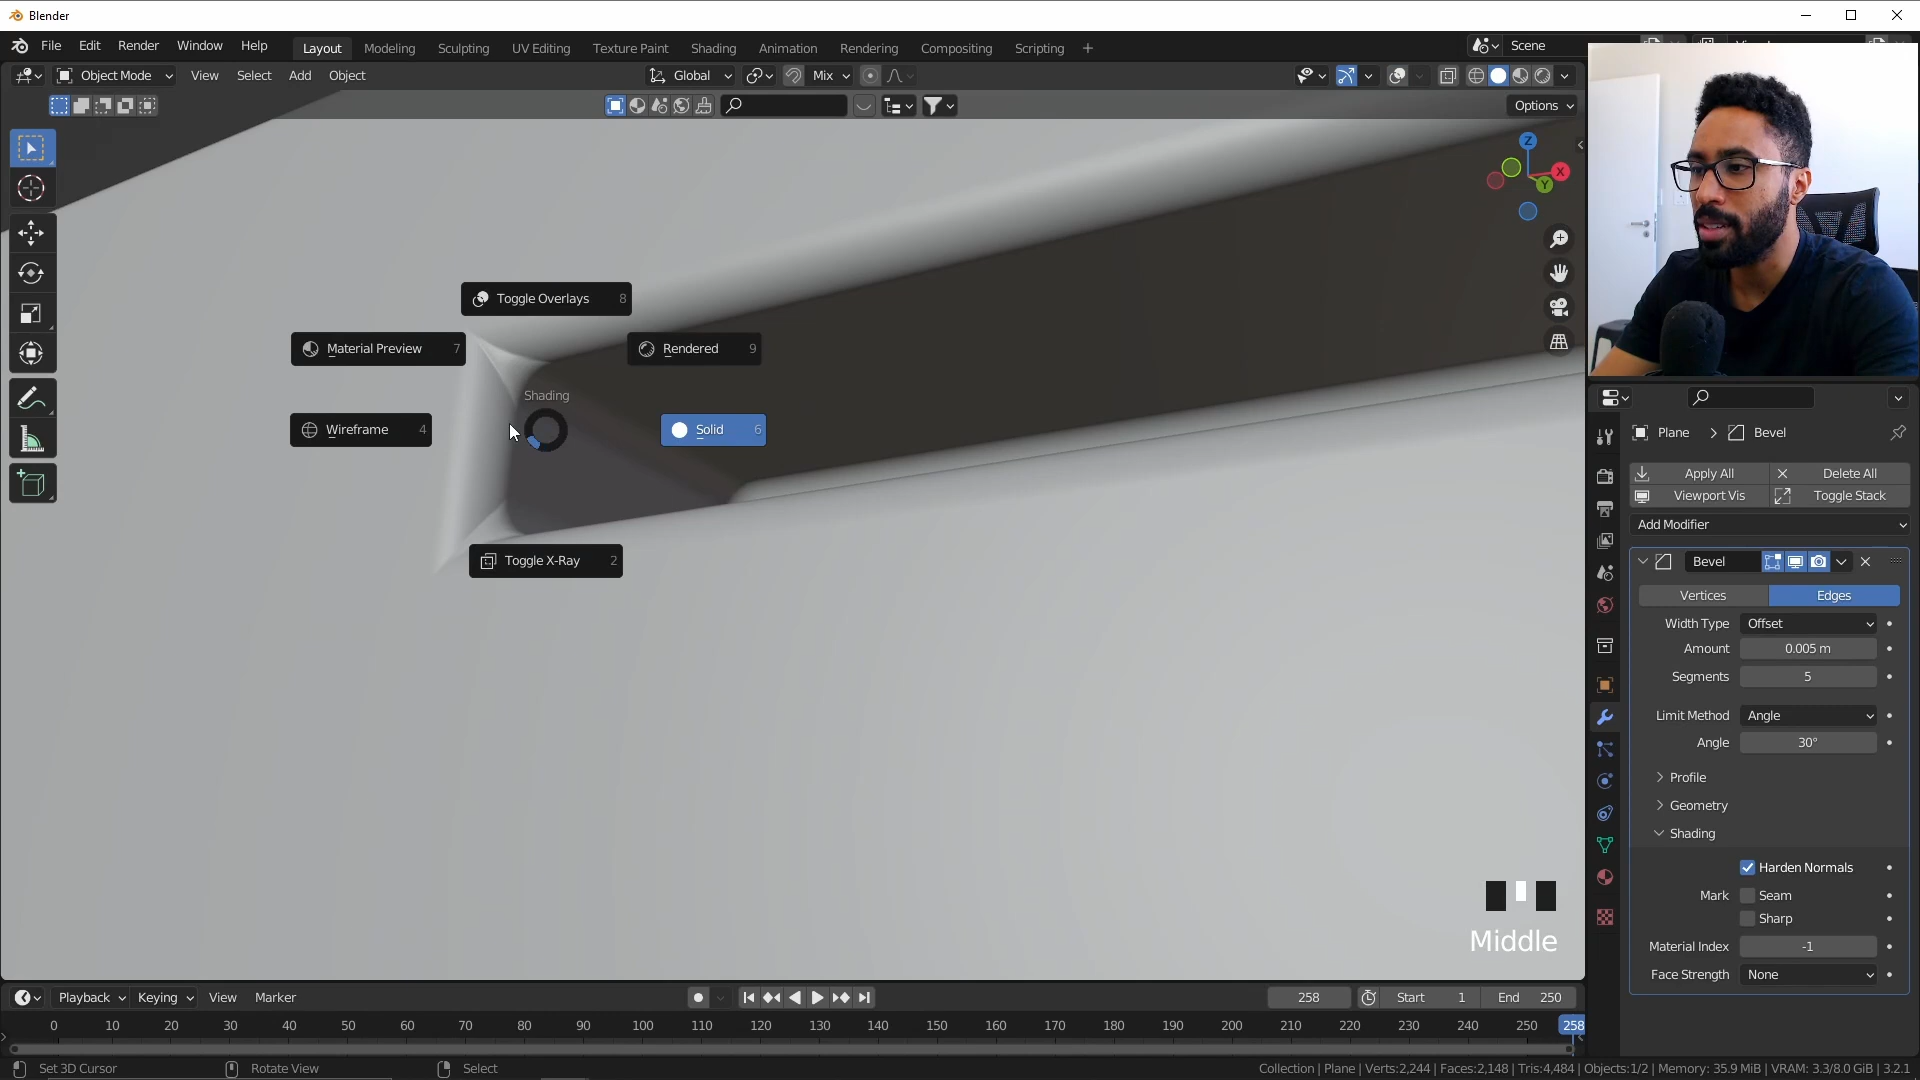 Blender
File Edit Render Window Help
Layout Modeling Sculpting UV Editing Texture Paint Shading Animation Rendering Compositing Scripting +
Scene
Object Mode View Select Add Object
Global Mix
Options
Z
X
Y
Toggle Overlays 8
Material Preview 7
Rendered 9
Shading
Wireframe 4
Solid 6
Toggle X-Ray 2
Plane > Bevel
Apply All Delete All
Viewport Vis Toggle Stack
Add Modifier
Bevel
Vertices Edges
Width Type Offset
Amount 0.005 m
Segments 5
Limit Method Angle
Angle 30°
Profile
Geometry
Shading
Harden Normals
Mark Seam
Sharp
Material Index -1
Face Strength None
Middle
Playback Keying View Marker
258 Start 1 End 250
0 10 20 30 40 50 60 70 80 90 100 110 120 130 140 150 160 170 180 190 200 210 220 230 240 250 258
Set 3D Cursor Rotate View Select
Collection | Plane | Verts:2,244 | Faces:2,148 | Tris:4,484 | Objects:1/2 | Memory: 35.9 MiB | VRAM: 3.3/8.0 GiB | 3.2.1